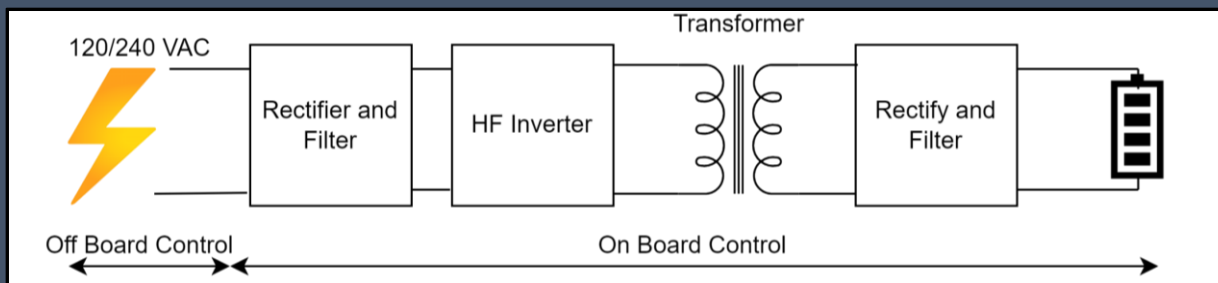 Transformer
120/240 VAC
Rectifier and
Filter
HF Inverter
Rectify and
Filter
Off Board Control
On Board Control